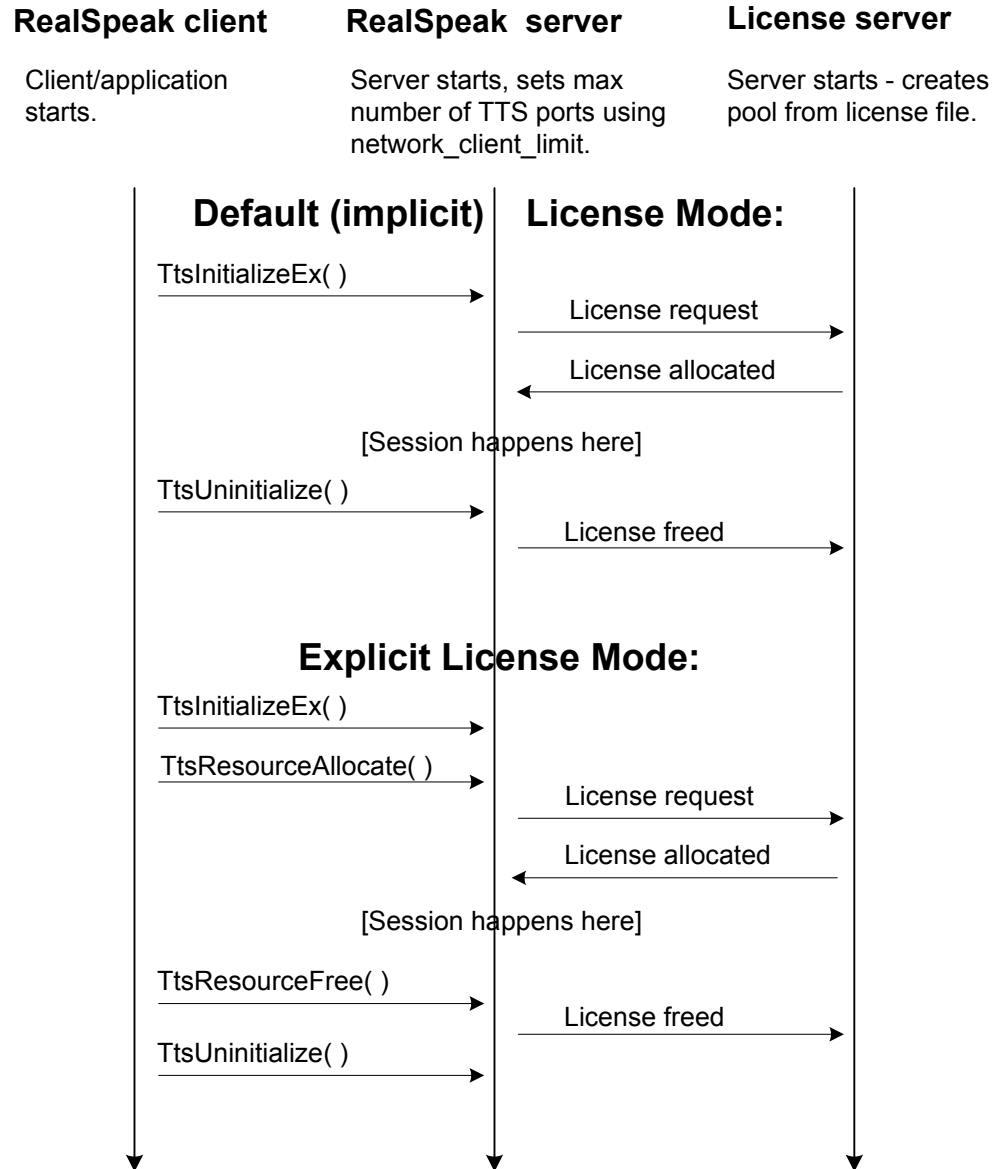 RealSpeak client
RealSpeak server
License server
Client/application
starts.
Server starts, sets max
number of TTS ports using
network_client_limit.
Server starts - creates
pool from license file.
Default (implicit) License Mode:
TtsInitializeEx( )
License request
License allocated
[Session happens here]
TtsUninitialize( )
License freed
Explicit License Mode:
TtsInitializeEx( )
TtsResourceAllocate( )
License request
License allocated
[Session happens here]
TtsResourceFree( )
License freed
TtsUninitialize( )